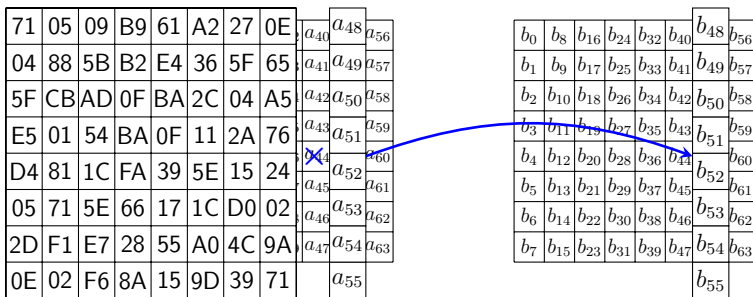 71 05 09 B9 61 A2 27 0E a₄₀ a₄₈ a₅₆ b₀ b₈ b₁₆ b₂₄ b₃₂ b₄₀ b₄₈ b₅₆
04 88 5B B2 E4 36 5F 65 a₄₁ a₄₉ a₅₇ b₁ b₉ b₁₇ b₂₅ b₃₃ b₄₁ b₄₉ b₅₇
5F CB AD 0F BA 2C 04 A5 a₄₂ a₅₀ a₅₈ b₂ b₁₀ b₁₈ b₂₆ b₃₄ b₄₂ b₅₀ b₅₈
E5 01 54 BA 0F 11 2A 76 a₄₃ a₅₁ a₅₉ b₃ b₁₁ b₁₉ b₂₇ b₃₅ b₄₃ b₅₁ b₅₉
D4 81 1C FA 39 5E 15 24 a₄₄ a₅₂ a₆₀ b₄ b₁₂ b₂₀ b₂₈ b₃₆ b₄₄ b₅₂ b₆₀
05 71 5E 66 17 1C D0 02 a₄₅ a₅₃ a₆₁ b₅ b₁₃ b₂₁ b₂₉ b₃₇ b₄₅ b₅₃ b₆₁
2D F1 E7 28 55 A0 4C 9A a₄₆ a₅₄ a₆₂ b₆ b₁₄ b₂₂ b₃₀ b₃₈ b₄₆ b₅₄ b₆₂
0E 02 F6 8A 15 9D 39 71 a₄₇ a₅₅ a₆₃ b₇ b₁₅ b₂₃ b₃₁ b₃₉ b₄₇ b₅₅ b₆₃